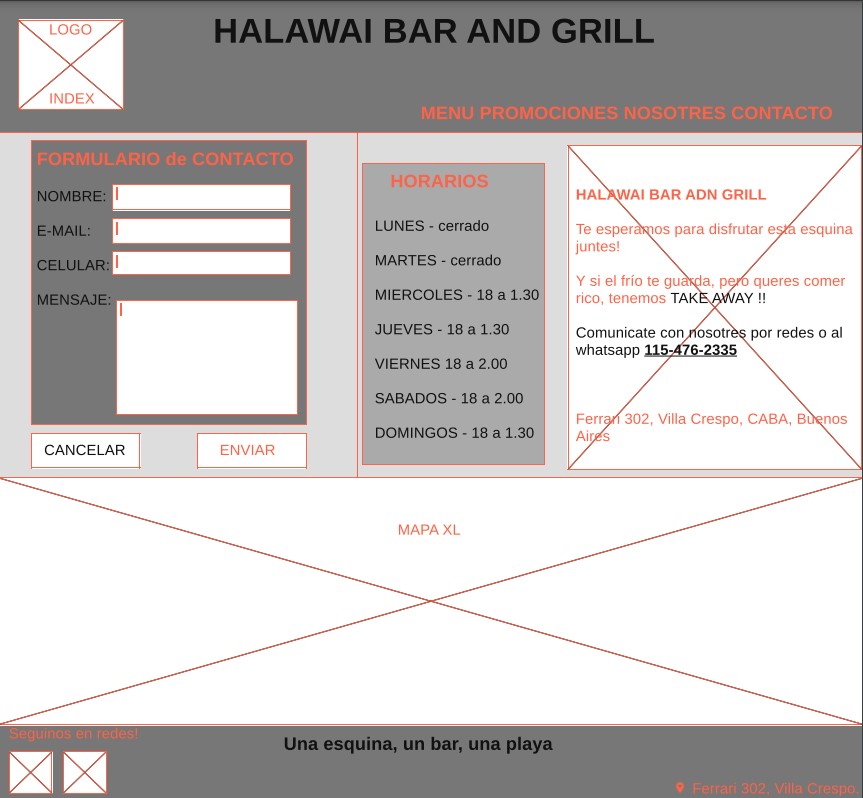 LOGO
INDEX
HALAWAI BAR AND GRILL
MENU PROMOCIONES NOSOTRES CONTACTO
FORMULARIO de CONTACTO
NOMBRE:
E-MAIL:
CELULAR:
MENSAJE:
CANCELAR
ENVIAR
HORARIOS
LUNES - cerrado
MARTES - cerrado
MIERCOLES - 18 a 1.30
JUEVES - 18 a 1.30
VIERNES 18 a 2.00
SABADOS - 18 a 2.00
DOMINGOS - 18 a 1.30
HALAWAI BAR ADN GRILL
Te esperamos para disfrutar esta esquina
juntes!
Y si el frío te guarda, pero queres comer
rico, tenemos TAKE AWAY !!
Comunicate con nosotres por redes o al
whatsapp 115-476-2335
Ferrari 302, Villa Crespo, CABA, Buenos
Aires
MAPA XL
Seguinos en redes!
Una esquina, un bar, una playa
Ferrari 302, Villa Crespo.